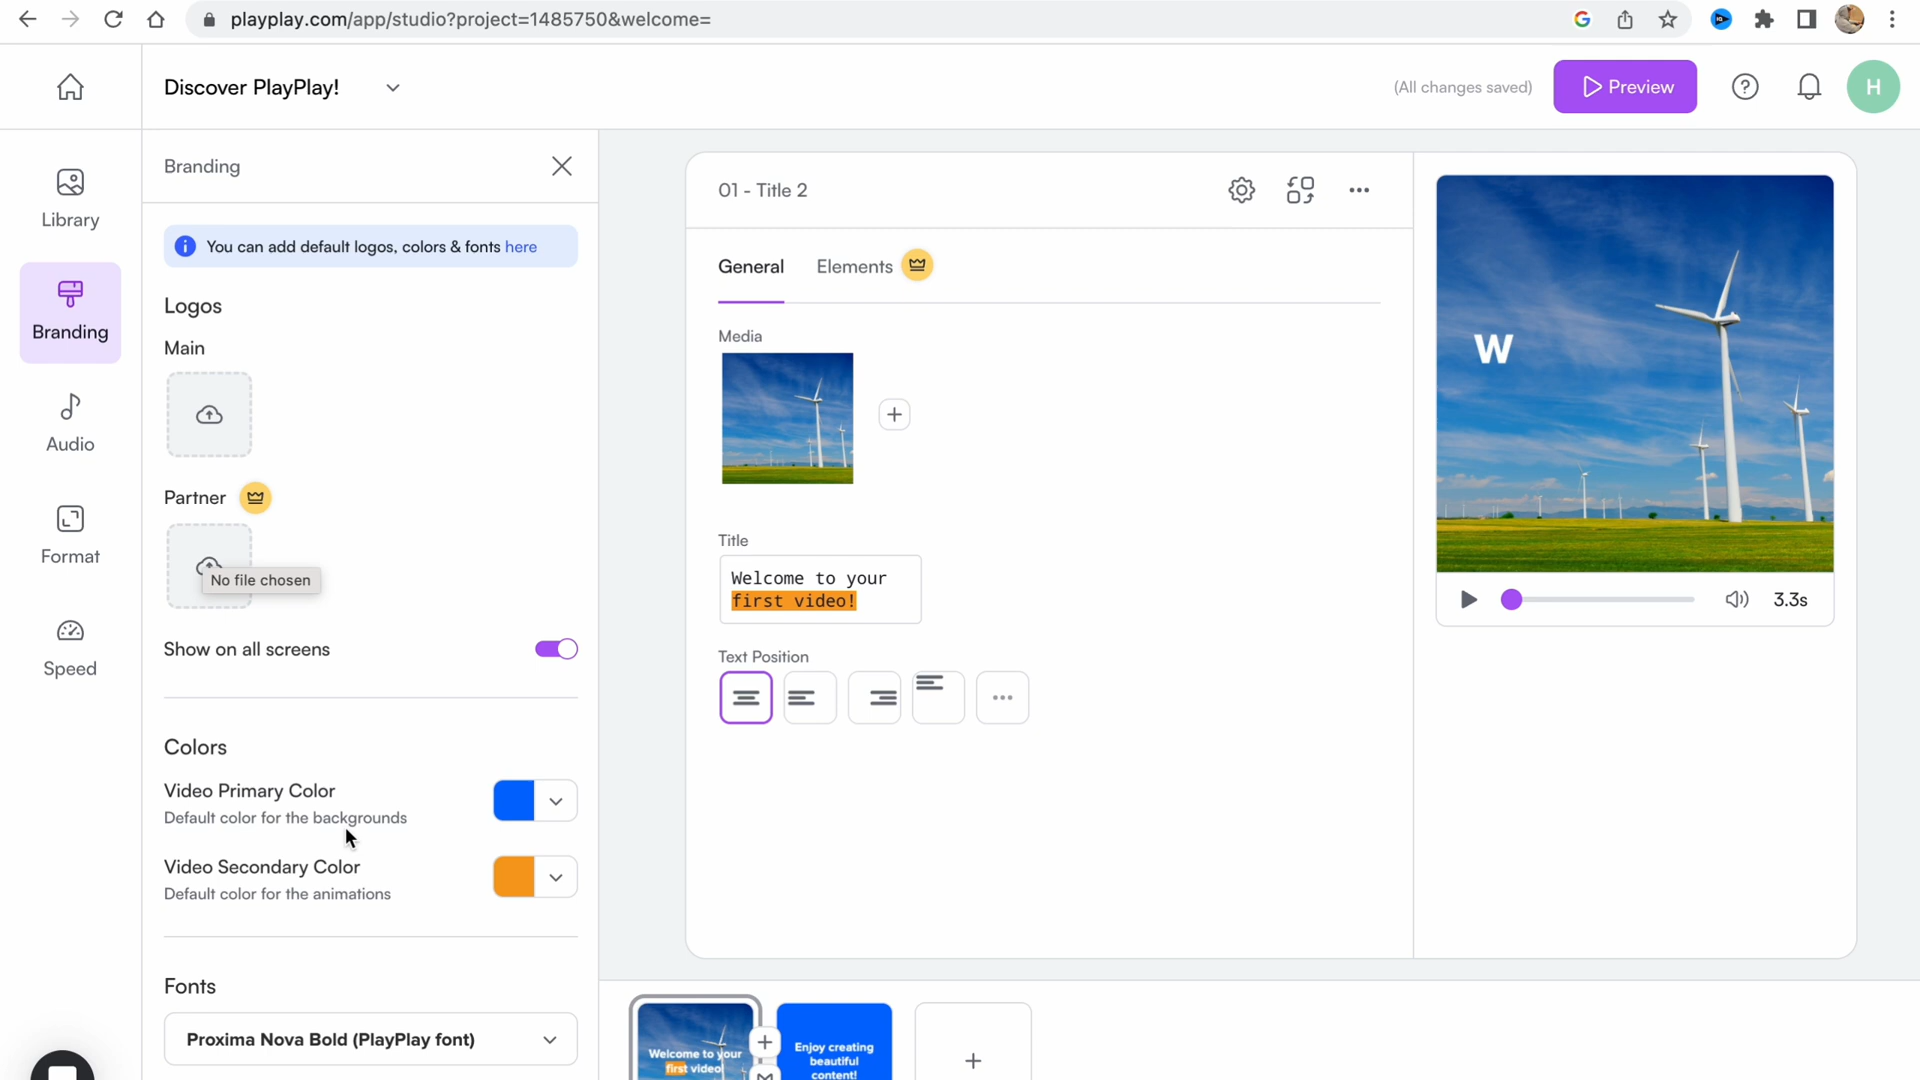 playplay.com/app/studio?project=1485750&welcome=
Discover PlayPlay!
(All changes saved)
Preview
H
Library
Branding
Audio
Format
Speed
Branding
You can add default logos, colors & fonts here
Logos
Main
Partner
No file chosen
Show on all screens
Colors
Video Primary Color
Default color for the backgrounds
Video Secondary Color
Default color for the animations
Fonts
Proxima Nova Bold (PlayPlay font)
01 - Title 2
General
Elements
Media
Title
Welcome to your
first video!
Text Position
W
3.3s
Welcome to your
first video
Enjoy creating
beautiful
content!